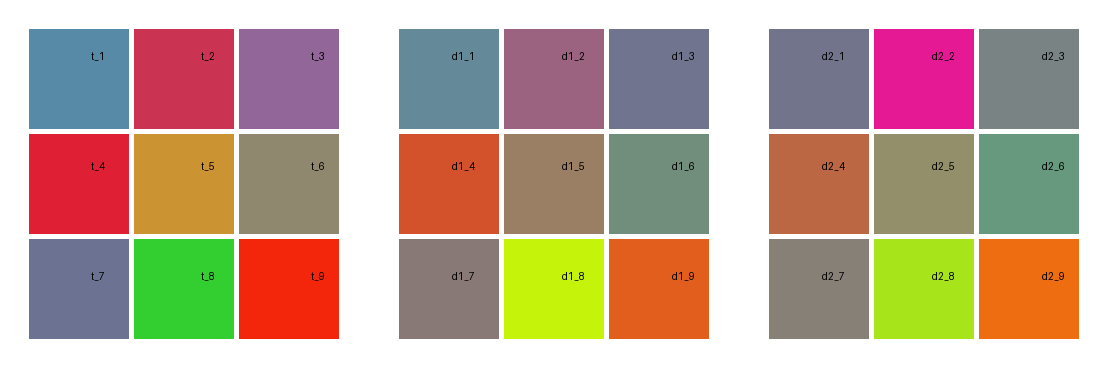 t_1 t_2 t_3 d1_1 d1_2 d1_3 d2_1 d2_2 d2_3
t_4 t_5 t_6 d1_4 d1_5 d1_6 d2_4 d2_5 d2_6
t_7 t_8 t_9 d1_7 d1_8 d1_9 d2_7 d2_8 d2_9